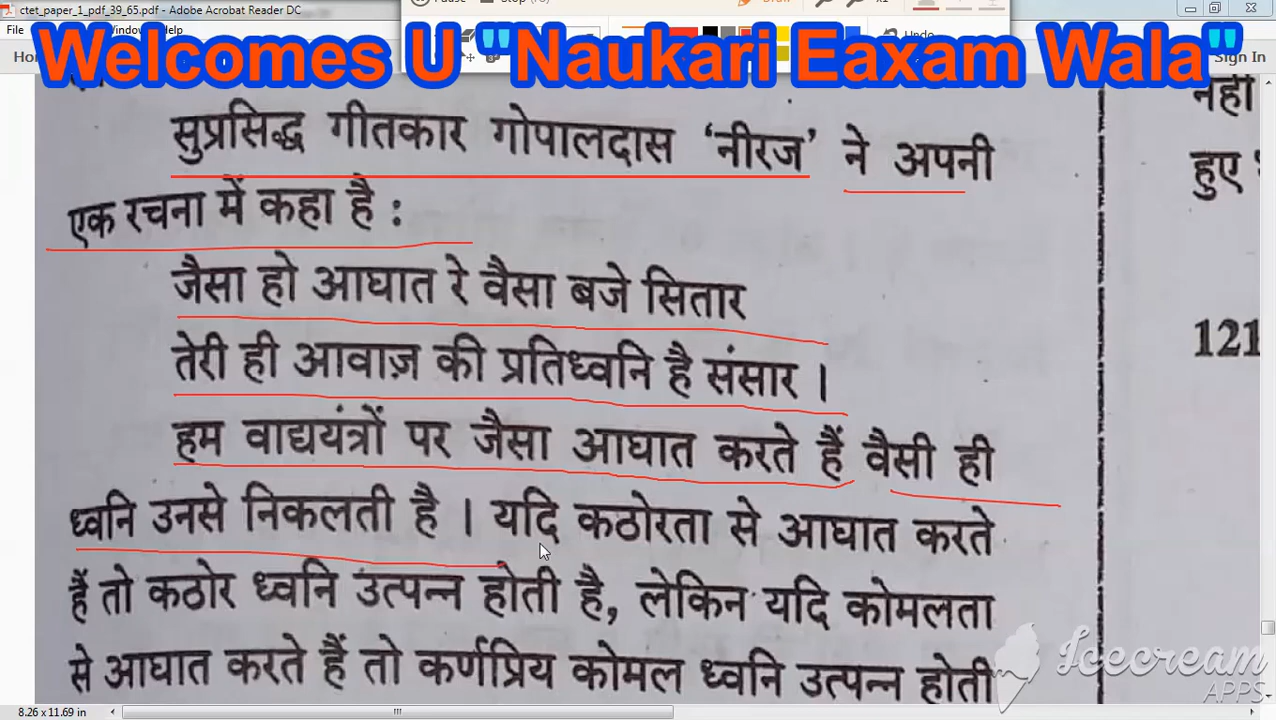 ctet_paper_1_pdf_39_65.pdf - Adobe Acrobat Reader DC
File
Welcomes U "Naukari Eaxam Wala"
Sign In
सुप्रसिद्ध गीतकार गोपालदास ‘नीरज’ ने अपनी
एक रचना में कहा है :
जैसा हो आघात रे वैसा बजे सितार
तेरी ही आवाज़ की प्रतिध्वनि है संसार ।
हम वाद्ययंत्रों पर जैसा आघात करते हैं वैसी ही
ध्वनि उनसे निकलती है । यदि कठोरता से आघात करते
हैं तो कठोर ध्वनि उत्पन्न होती है, लेकिन यदि कोमलता
से आघात करते हैं तो कर्णप्रिय कोमल ध्वनि उत्पन्न होती
नहीं
हुए
121
Icecream
APPS
8.26 x 11.69 in